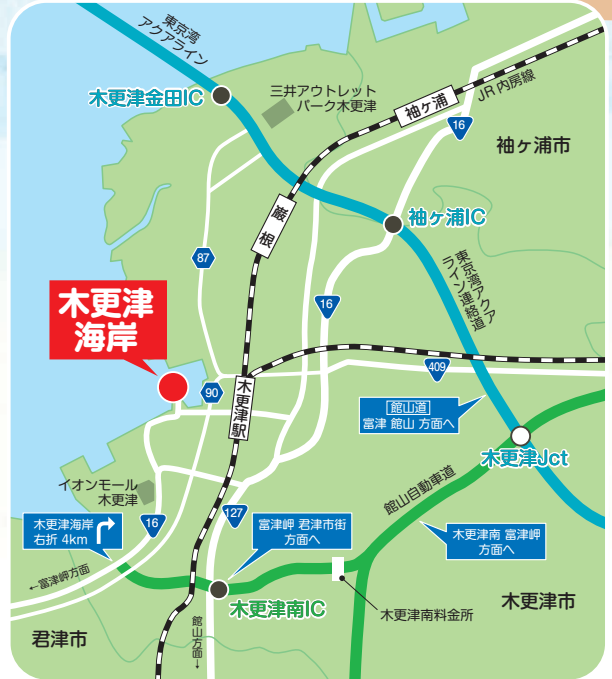 東京湾
アクアライン
木更津金田IC
三井アウトレット
パーク木更津
袖ヶ浦
JR内房線
16
袖ヶ浦市
巌根
袖ヶ浦IC
87
東京湾アクア
ライン連絡道
木更津
海岸
16
409
90
木更津駅
館山道
富津 館山 方面へ
木更津Jct
イオンモール
木更津
館山自動車道
木更津海岸
右折 4km
16
127
富津岬 君津市街
方面へ
木更津南 富津岬
方面へ
←富津岬方面
木更津南IC
木更津南料金所
木更津市
君津市
館山方面→